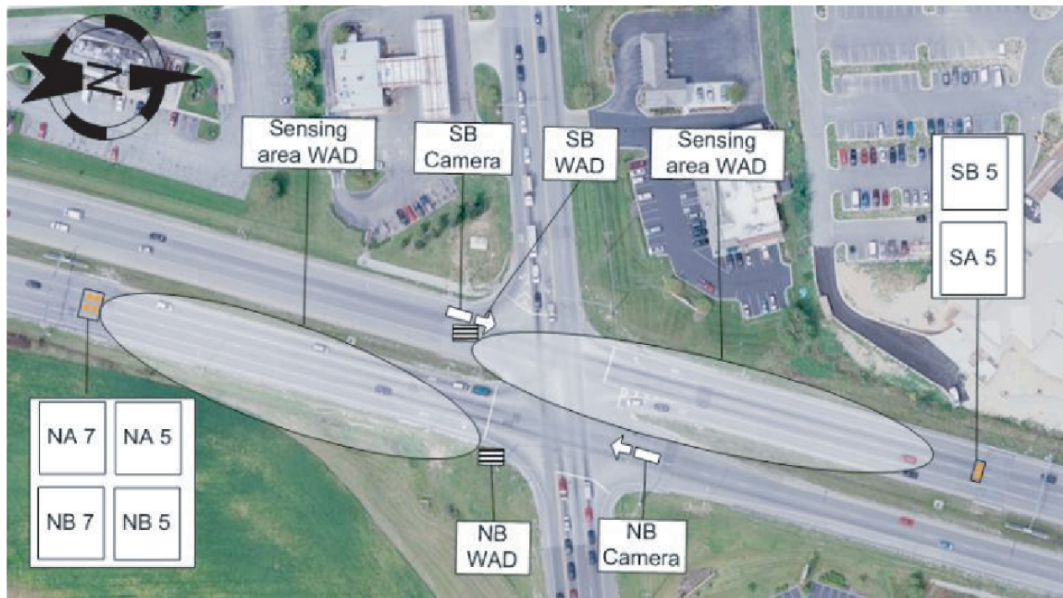 N
Sensing
area WAD
SB
Camera
SB
WAD
Sensing
area WAD
SB 5
SA 5
NA 7
NA 5
NB 7
NB 5
NB
WAD
NB
Camera